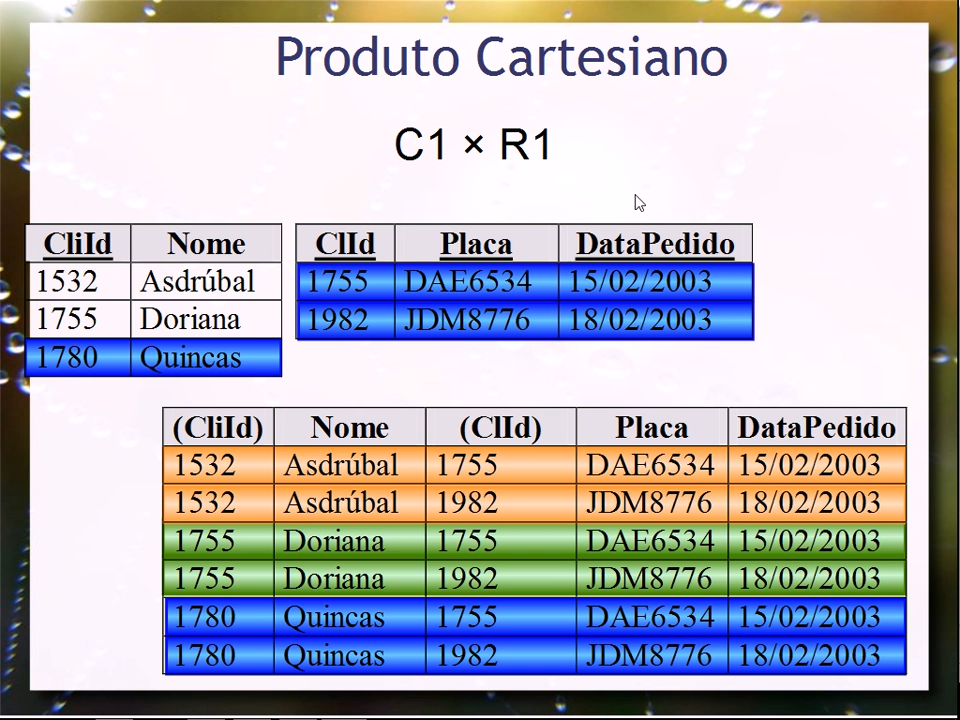 Produto Cartesiano
C1 × R1
CliId Nome
1532 Asdrúbal
1755 Doriana
1780 Quincas
ClId Placa DataPedido
1755 DAE6534 15/02/2003
1982 JDM8776 18/02/2003
(CliId) Nome (ClId) Placa DataPedido
1532 Asdrúbal 1755 DAE6534 15/02/2003
1532 Asdrúbal 1982 JDM8776 18/02/2003
1755 Doriana 1755 DAE6534 15/02/2003
1755 Doriana 1982 JDM8776 18/02/2003
1780 Quincas 1755 DAE6534 15/02/2003
1780 Quincas 1982 JDM8776 18/02/2003